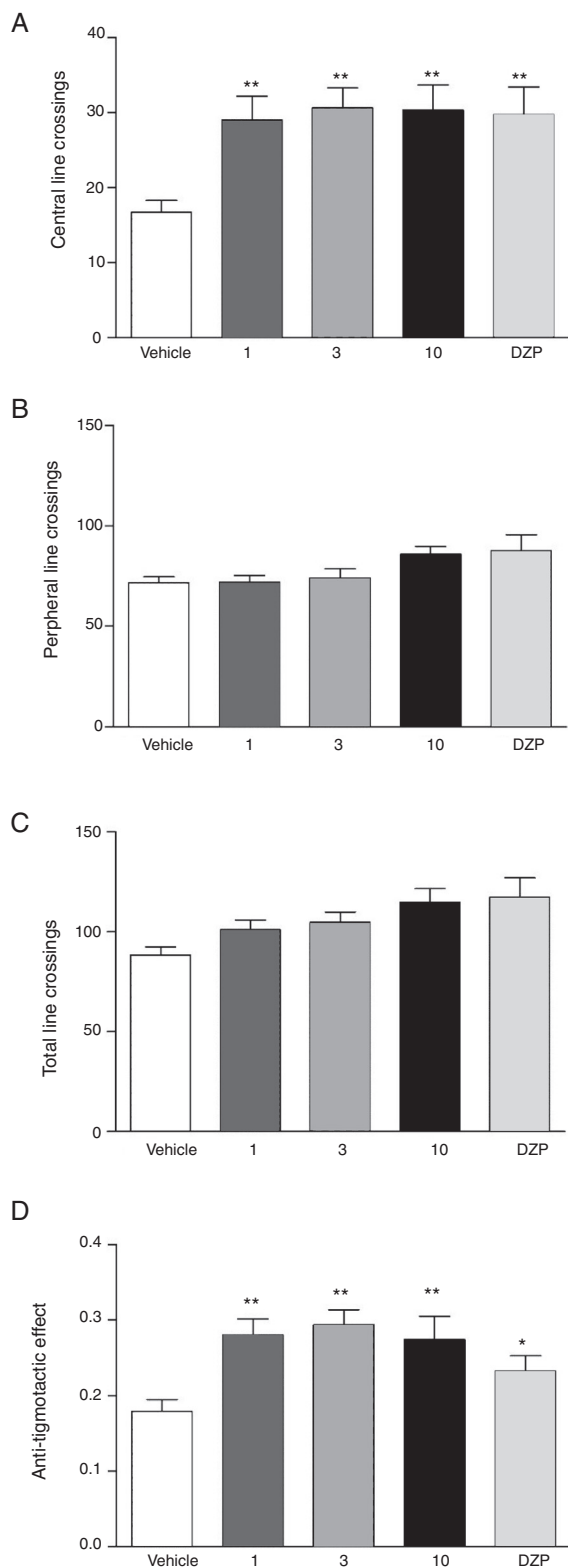 A
Central line crossings
40
30
20
10
0
** ** ** **
Vehicle 1 3 10 DZP
B
Perpheral line crossings
150
100
50
0
Vehicle 1 3 10 DZP
C
Total line crossings
150
100
50
0
Vehicle 1 3 10 DZP
D
Anti-tigmotactic effect
0.4
0.3
0.2
0.1
0.0
** ** ** *
Vehicle 1 3 10 DZP